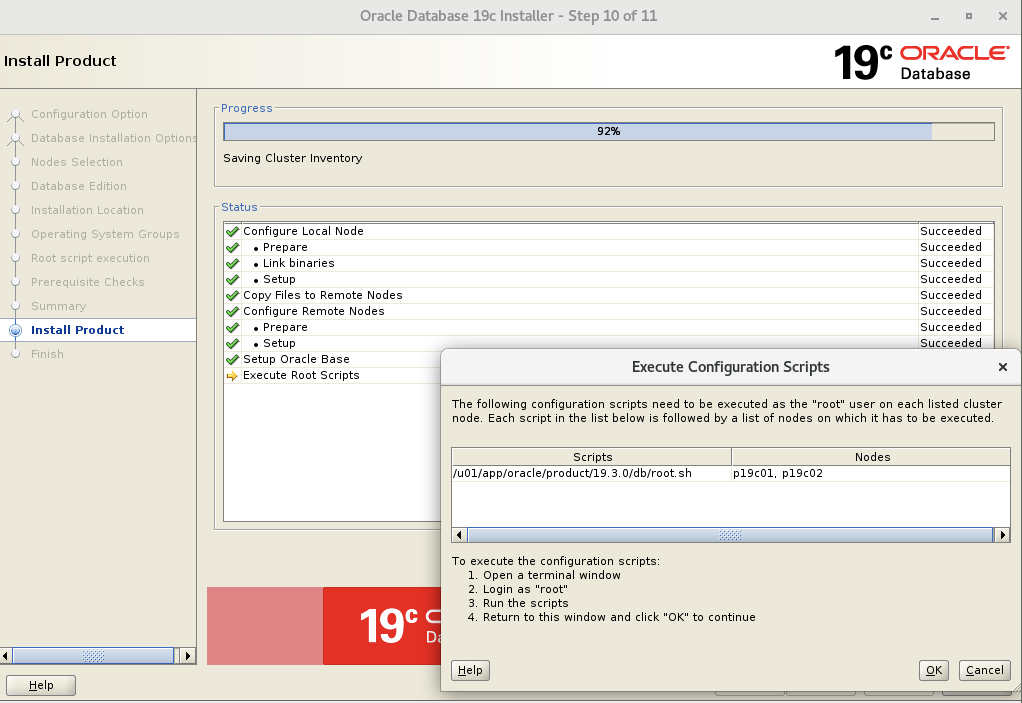 Oracle Database 19c Installer - Step 10 of 11
Install Product
19c ORACLE
Database
Configuration Option
Database Installation Options
Nodes Selection
Database Edition
Installation Location
Operating System Groups
Root script execution
Prerequisite Checks
Summary
Install Product
Finish
Help
Progress
92%
Saving Cluster Inventory
Status
Configure Local Node Succeeded
• Prepare Succeeded
• Link binaries Succeeded
• Setup Succeeded
Copy Files to Remote Nodes Succeeded
Configure Remote Nodes Succeeded
• Prepare Succeeded
• Setup Succeeded
Setup Oracle Base
Execute Root Scripts
19c
Execute Configuration Scripts
The following configuration scripts need to be executed as the "root" user on each listed cluster
node. Each script in the list below is followed by a list of nodes on which it has to be executed.
Scripts Nodes
/u01/app/oracle/product/19.3.0/db/root.sh p19c01, p19c02
To execute the configuration scripts:
1. Open a terminal window
2. Login as "root"
3. Run the scripts
4. Return to this window and click "OK" to continue
Help OK Cancel